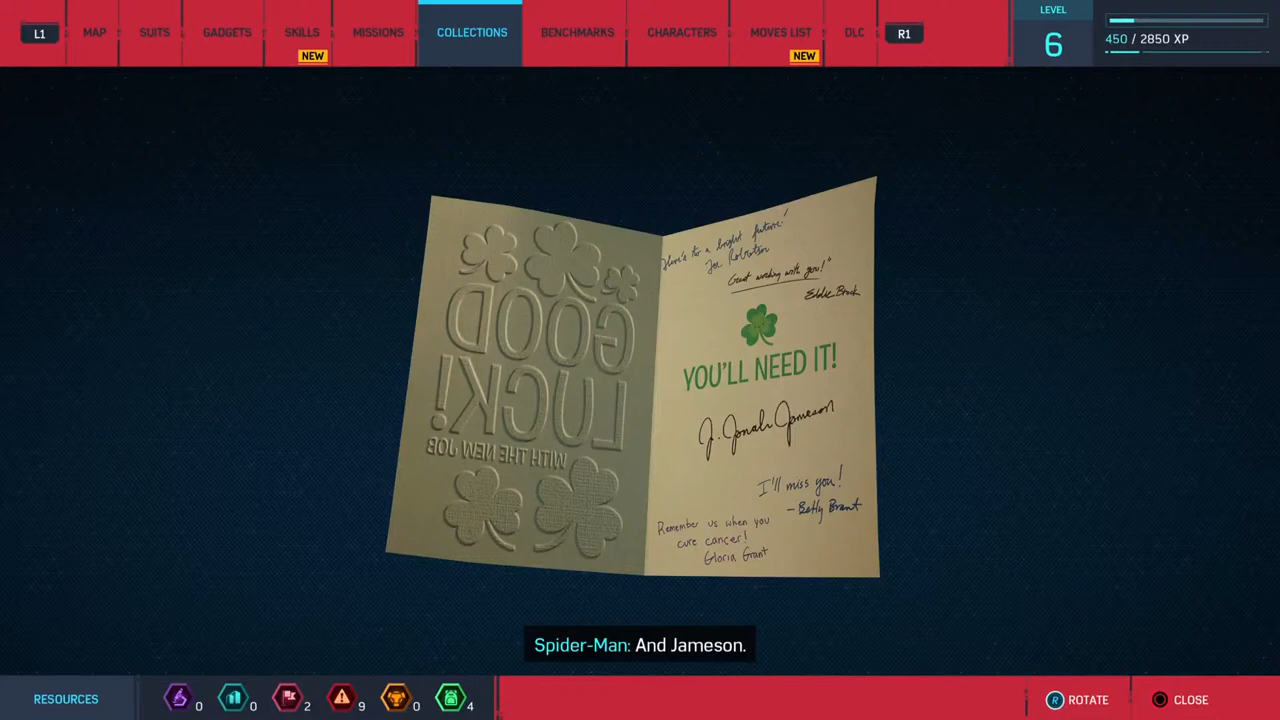 L1
MAP
SUITS
GADGETS
SKILLS
MISSIONS
COLLECTIONS
BENCHMARKS
CHARACTERS
MOVES LIST
DLC
R1
NEW
NEW
LEVEL
6
450 / 2850 XP
GOOD
LUCK!
WITH THE NEW JOB
Here's to a bright future!
Joe Robertson
Great working with you!"
Eddie Brock
YOU'LL NEED IT!
J. Jonah Jameson
I'll miss you!
- Betty Brant
Remember us when you
cure cancer!
Gloria Grant
Spider-Man: And Jameson.
RESOURCES
0
0
2
9
0
4
R ROTATE
CLOSE